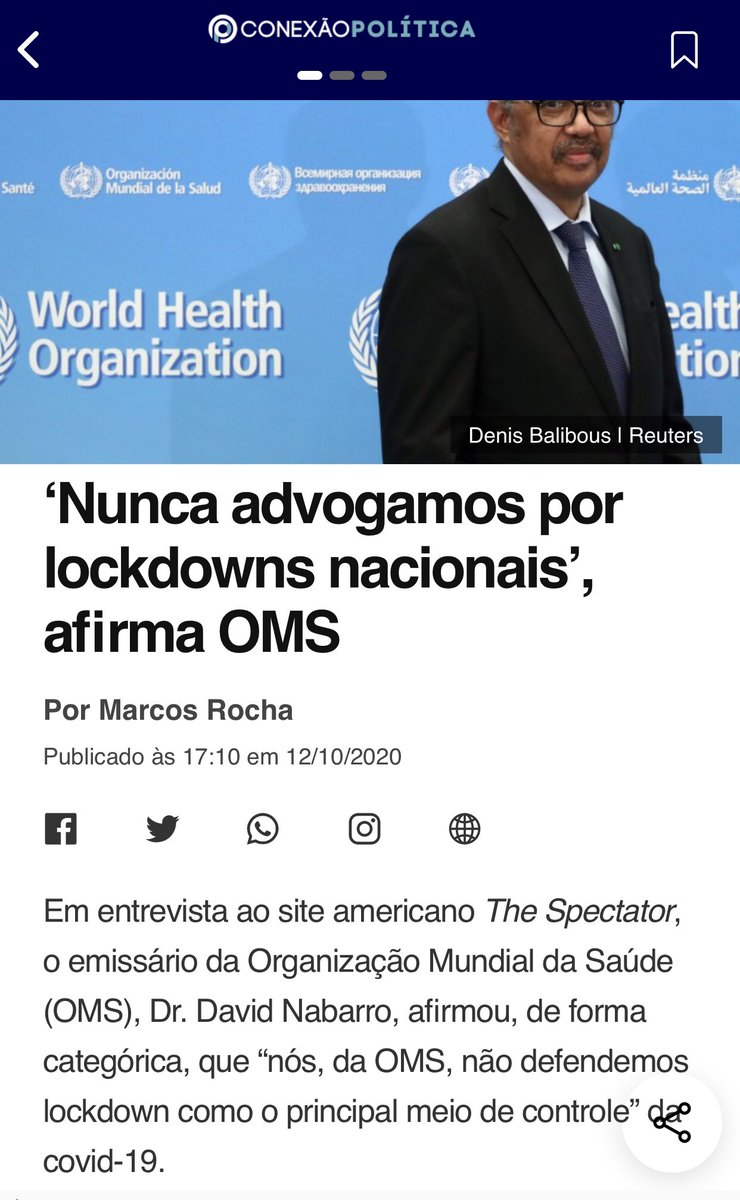 CONEXÃOPOLÍTICA
Santé
Organización
Mundial de la Salud
Всемирная организация
здравоохранения
منظمة
الصحة العالمية
World Health
Organization
ealth
tion
Denis Balibous | Reuters
‘Nunca advogamos por
lockdowns nacionais’,
afirma OMS
Por Marcos Rocha
Publicado às 17:10 em 12/10/2020
Em entrevista ao site americano The Spectator,
o emissário da Organização Mundial da Saúde
(OMS), Dr. David Nabarro, afirmou, de forma
categórica, que “nós, da OMS, não defendemos
lockdown como o principal meio de controle” da
covid-19.